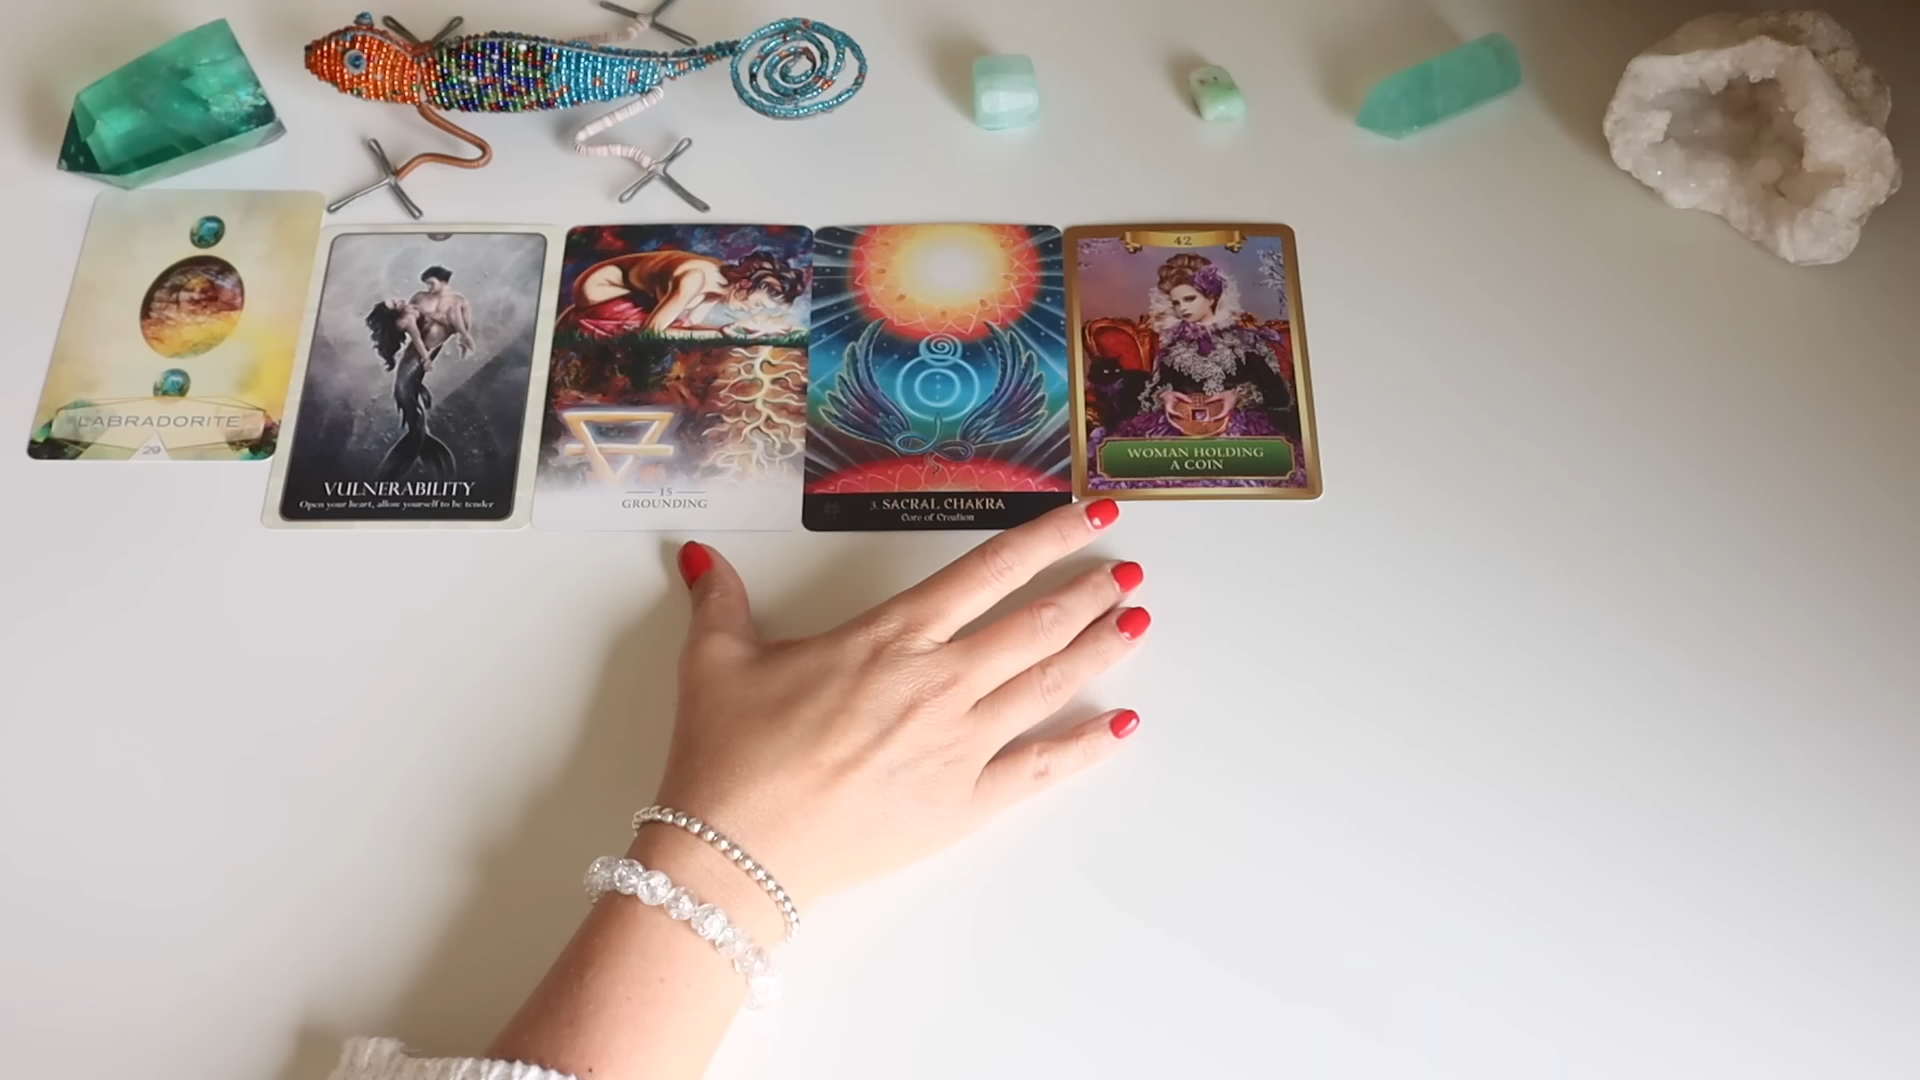 LABRADORITE
29
VULNERABILITY
Open your heart, allow yourself to be tender
15
GROUNDING
3. SACRAL CHAKRA
Core of Creation
42
WOMAN HOLDING
A COIN